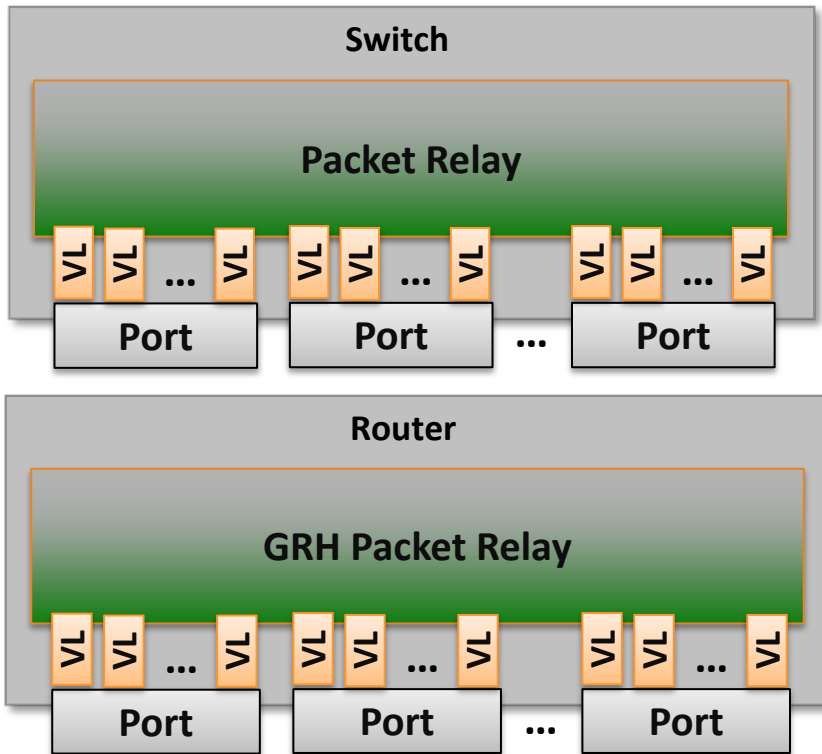 Switch
Packet Relay
VL VL ... VL VL VL ... VL VL VL ... VL
Port Port ... Port
Router
GRH Packet Relay
VL VL ... VL VL VL ... VL VL VL ... VL
Port Port ... Port